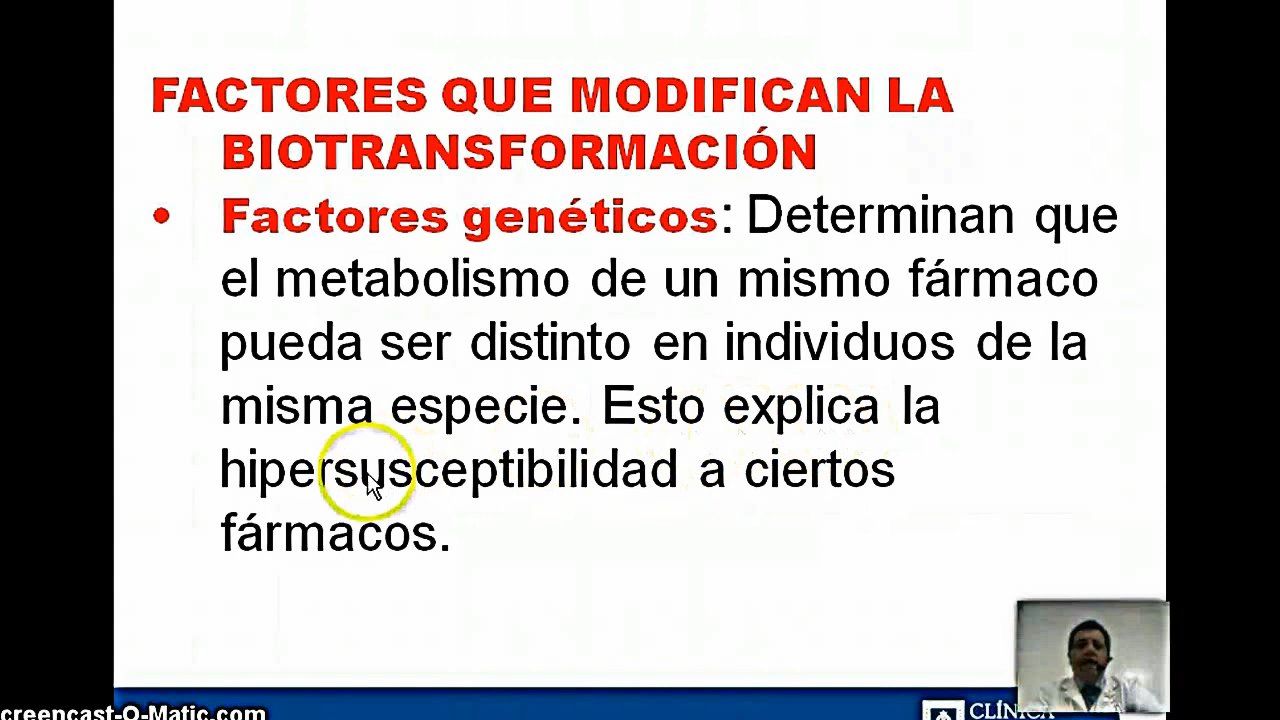 FACTORES QUE MODIFICAN LA
BIOTRANSFORMACIÓN
• Factores genéticos: Determinan que
el metabolismo de un mismo fármaco
pueda ser distinto en individuos de la
misma especie. Esto explica la
hipersusceptibilidad a ciertos
fármacos.
CLÍNICA
creencast-O-Matic.com